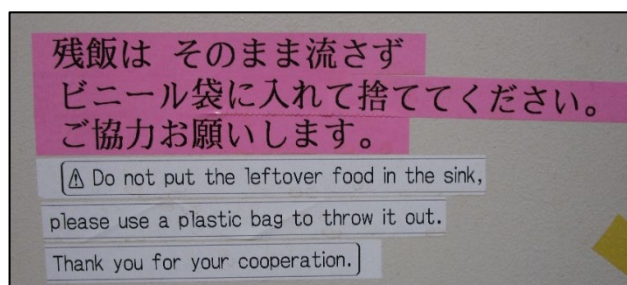 残飯は そのまま流さず
ビニール袋に入れて捨ててください。
ご協力お願いします。
⚠ Do not put the leftover food in the sink,
please use a plastic bag to throw it out.
Thank you for your cooperation.